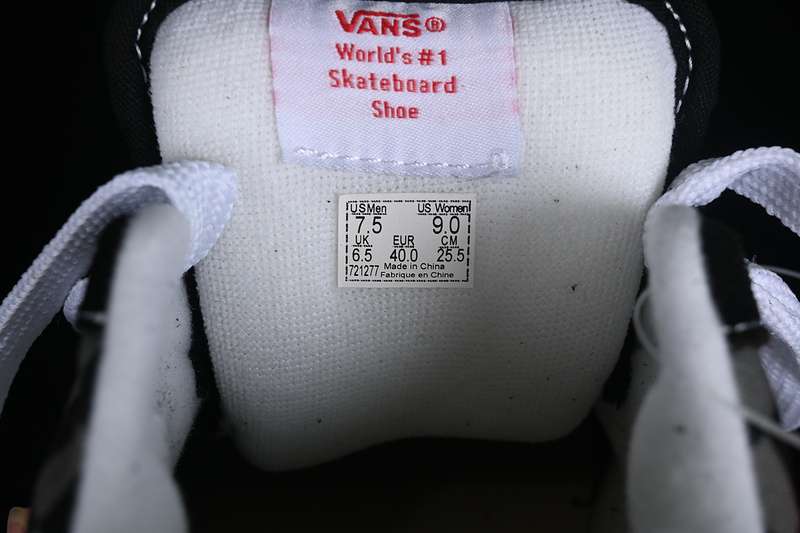 VANS®
World's #1
Skateboard
Shoe
US Men US Women
7.5 9.0
UK EUR CM
6.5 40.0 25.5
721277 Made in China
Fabrique en Chine